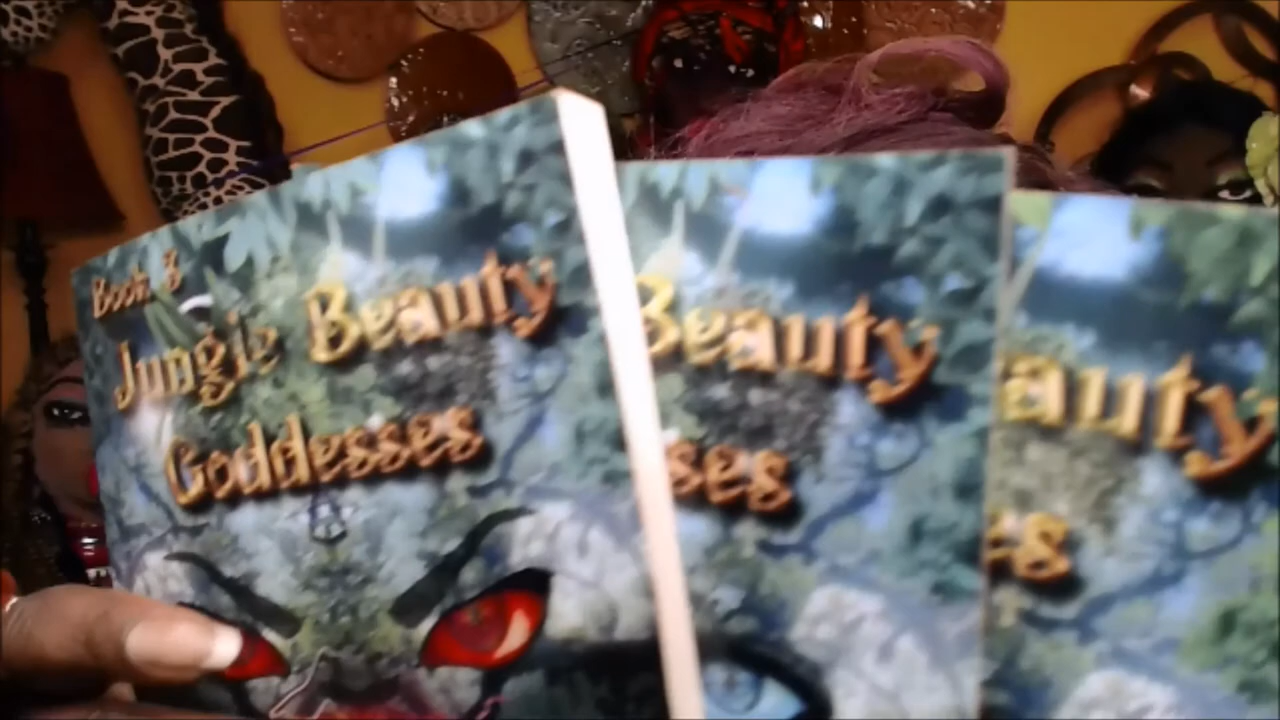 Book 3
Jungle Beauty
Goddesses
Beauty
ses
auty
es